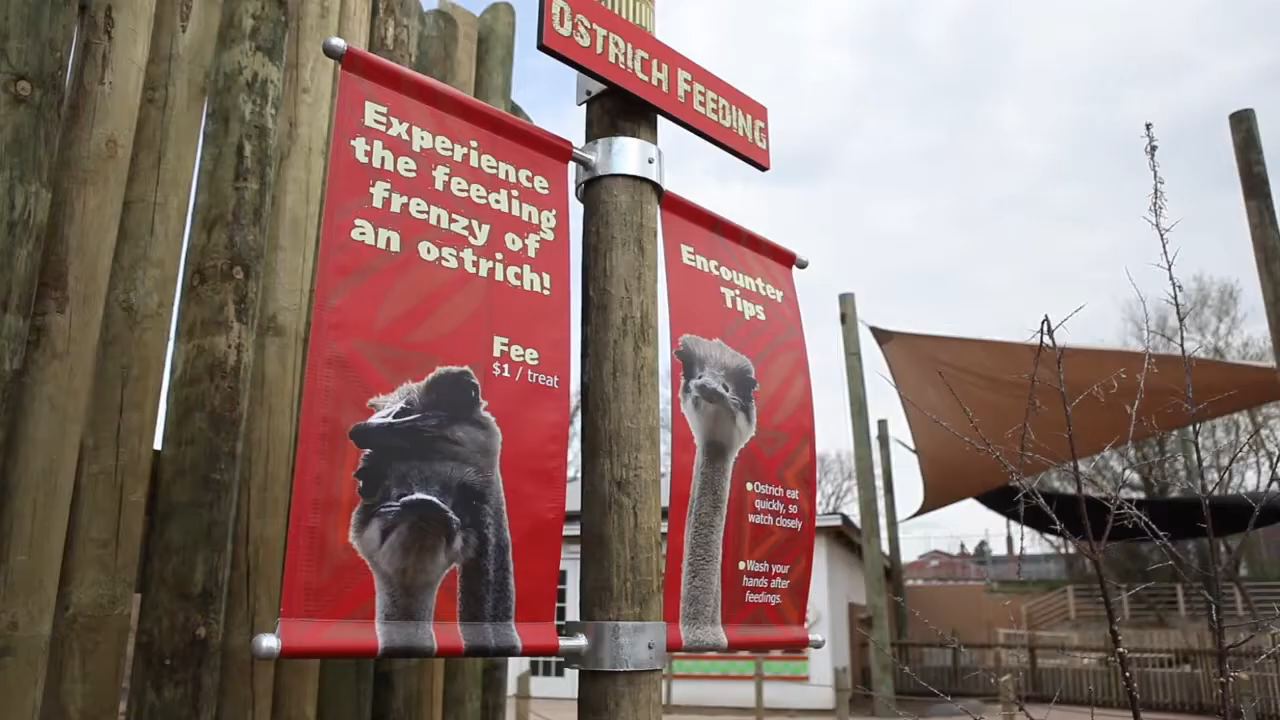 OSTRICH FEEDING
Experience
the feeding
frenzy of
an ostrich!
Fee
$1 / treat
Encounter
Tips
Ostrich eat
quickly, so
watch closely
Wash your
hands after
feedings.